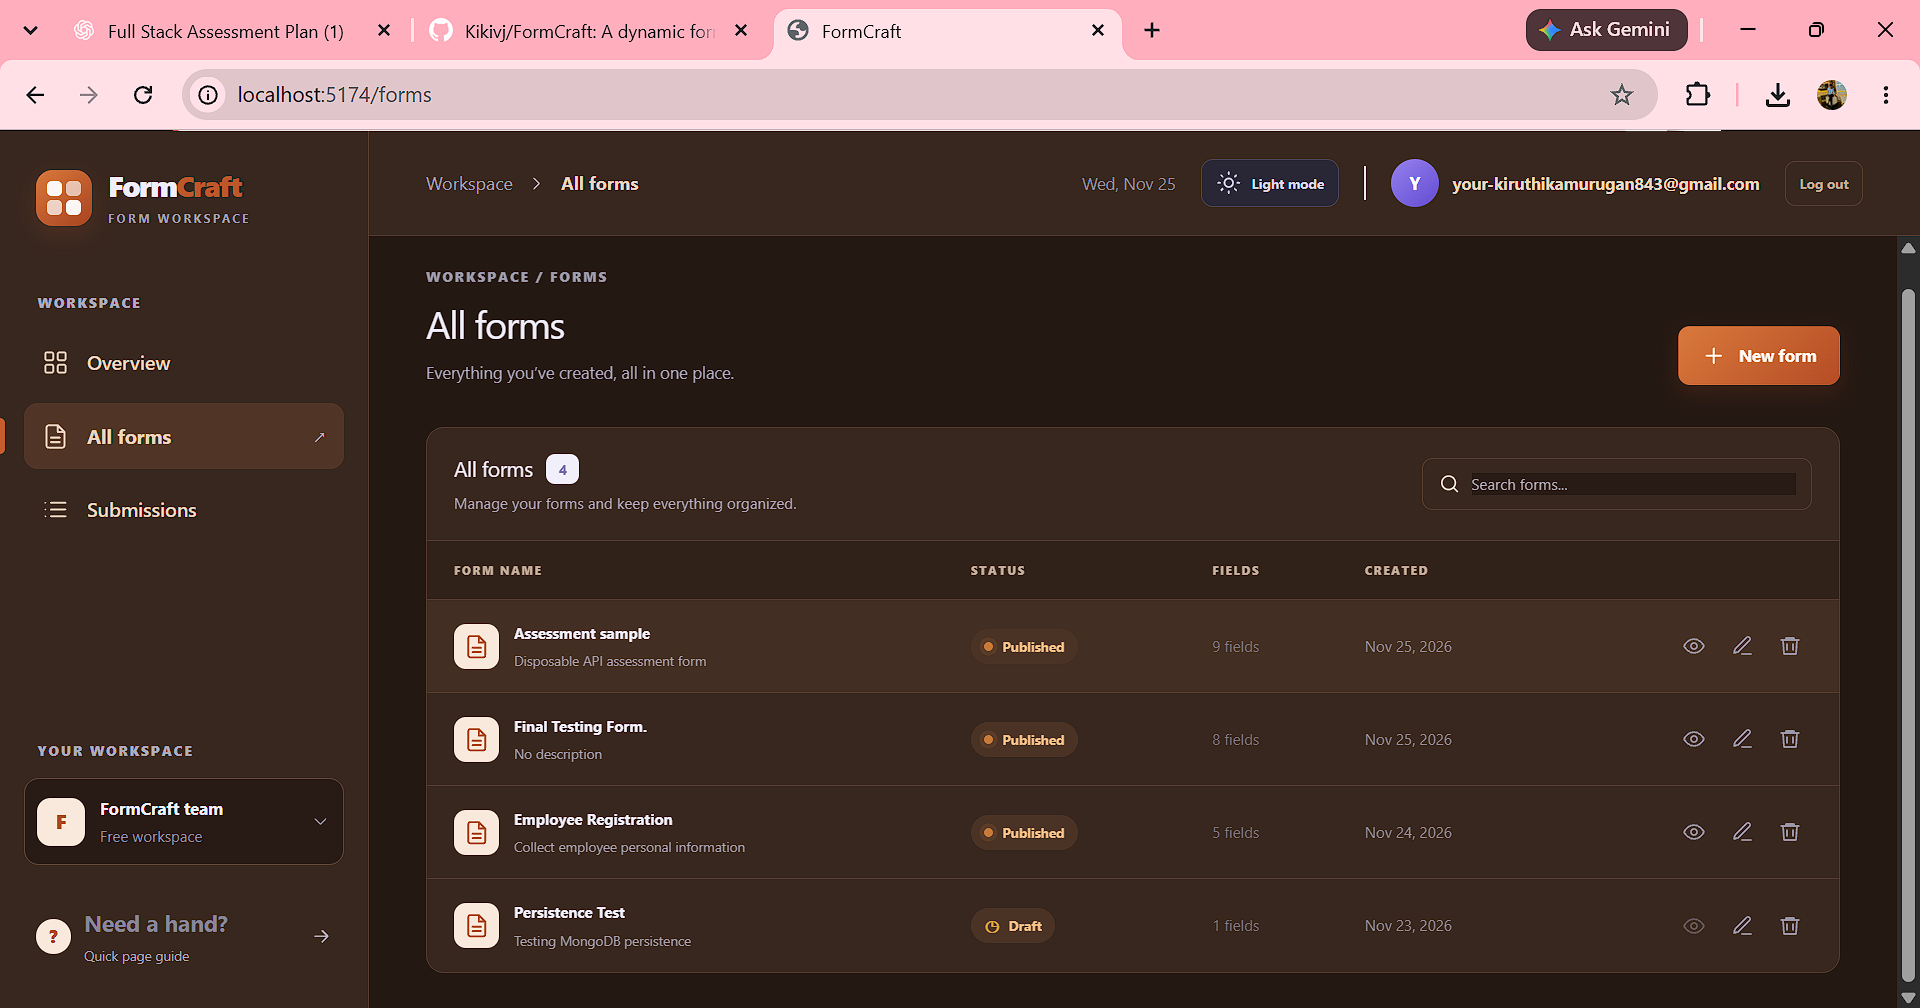 Full Stack Assessment Plan (1)
Kikivj/FormCraft: A dynamic for
FormCraft
Ask Gemini
localhost:5174/forms
FormCraft
FORM WORKSPACE
WORKSPACE
Overview
All forms
Submissions
YOUR WORKSPACE
F
FormCraft team
Free workspace
?
Need a hand?
Quick page guide
Workspace > All forms
Wed, Nov 25
Light mode
Y
your-kiruthikamurugan843@gmail.com
Log out
WORKSPACE / FORMS
All forms
Everything you've created, all in one place.
New form
All forms 4
Manage your forms and keep everything organized.
Search forms...
FORM NAME STATUS FIELDS CREATED
Assessment sample
Disposable API assessment form
Published
9 fields
Nov 25, 2026
Final Testing Form.
No description
Published
8 fields
Nov 25, 2026
Employee Registration
Collect employee personal information
Published
5 fields
Nov 24, 2026
Persistence Test
Testing MongoDB persistence
Draft
1 fields
Nov 23, 2026